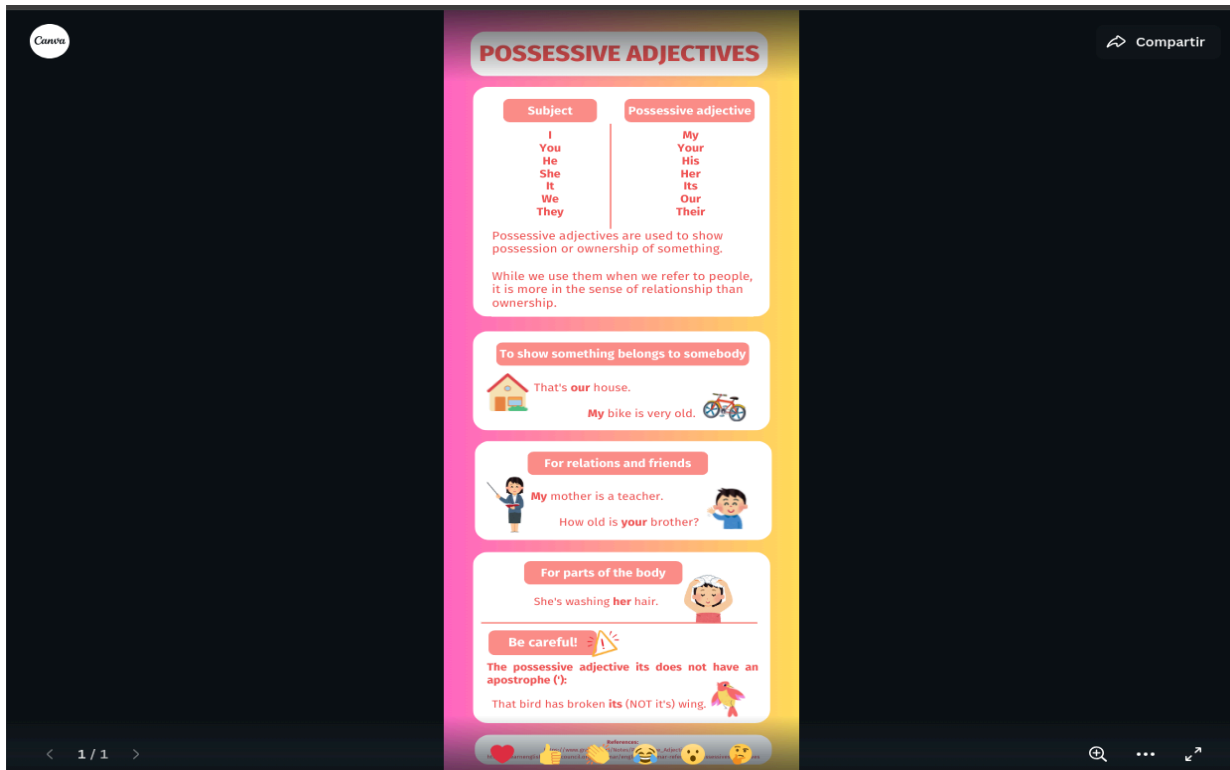 Canva
Compartir
POSSESSIVE ADJECTIVES
Subject
Possessive adjective
I
My
You
Your
He
His
She
Her
It
Its
We
Our
They
Their
Possessive adjectives are used to show
possession or ownership of something.
While we use them when we refer to people,
it is more in the sense of relationship than
ownership.
To show something belongs to somebody
That's our house.
My bike is very old.
For relations and friends
My mother is a teacher.
How old is your brother?
For parts of the body
She's washing her hair.
Be careful!
The possessive adjective its does not have an
apostrophe ('):
That bird has broken its (NOT it's) wing.
References:
1 / 1